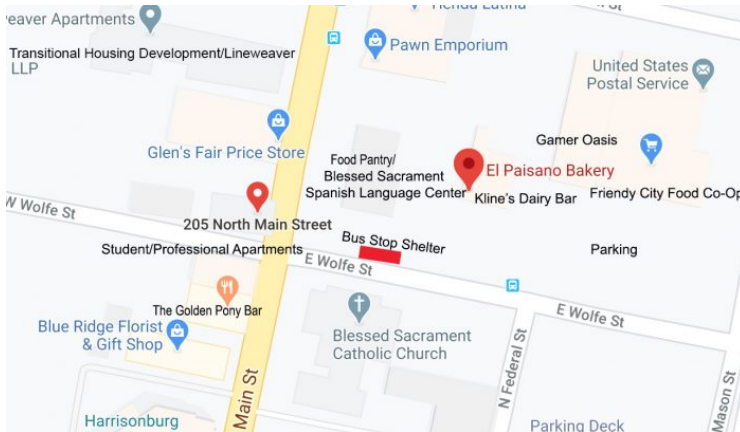 Tienda Latina
eaver Apartments
Transitional Housing Development/Lineweaver
LLP
Pawn Emporium
United States
Postal Service
Glen's Fair Price Store
Food Pantry/
Blessed Sacrament
Spanish Language Center
El Paisano Bakery
Gamer Oasis
Kline's Dairy Bar
Friendy City Food Co-Op
W Wolfe St
205 North Main Street
Student/Professional Apartments
Bus Stop Shelter
E Wolfe St
Parking
The Golden Pony Bar
Blue Ridge Florist
& Gift Shop
Blessed Sacrament
Catholic Church
E Wolfe St
N Federal St
Main St
Mason St
Harrisonburg
Parking Deck